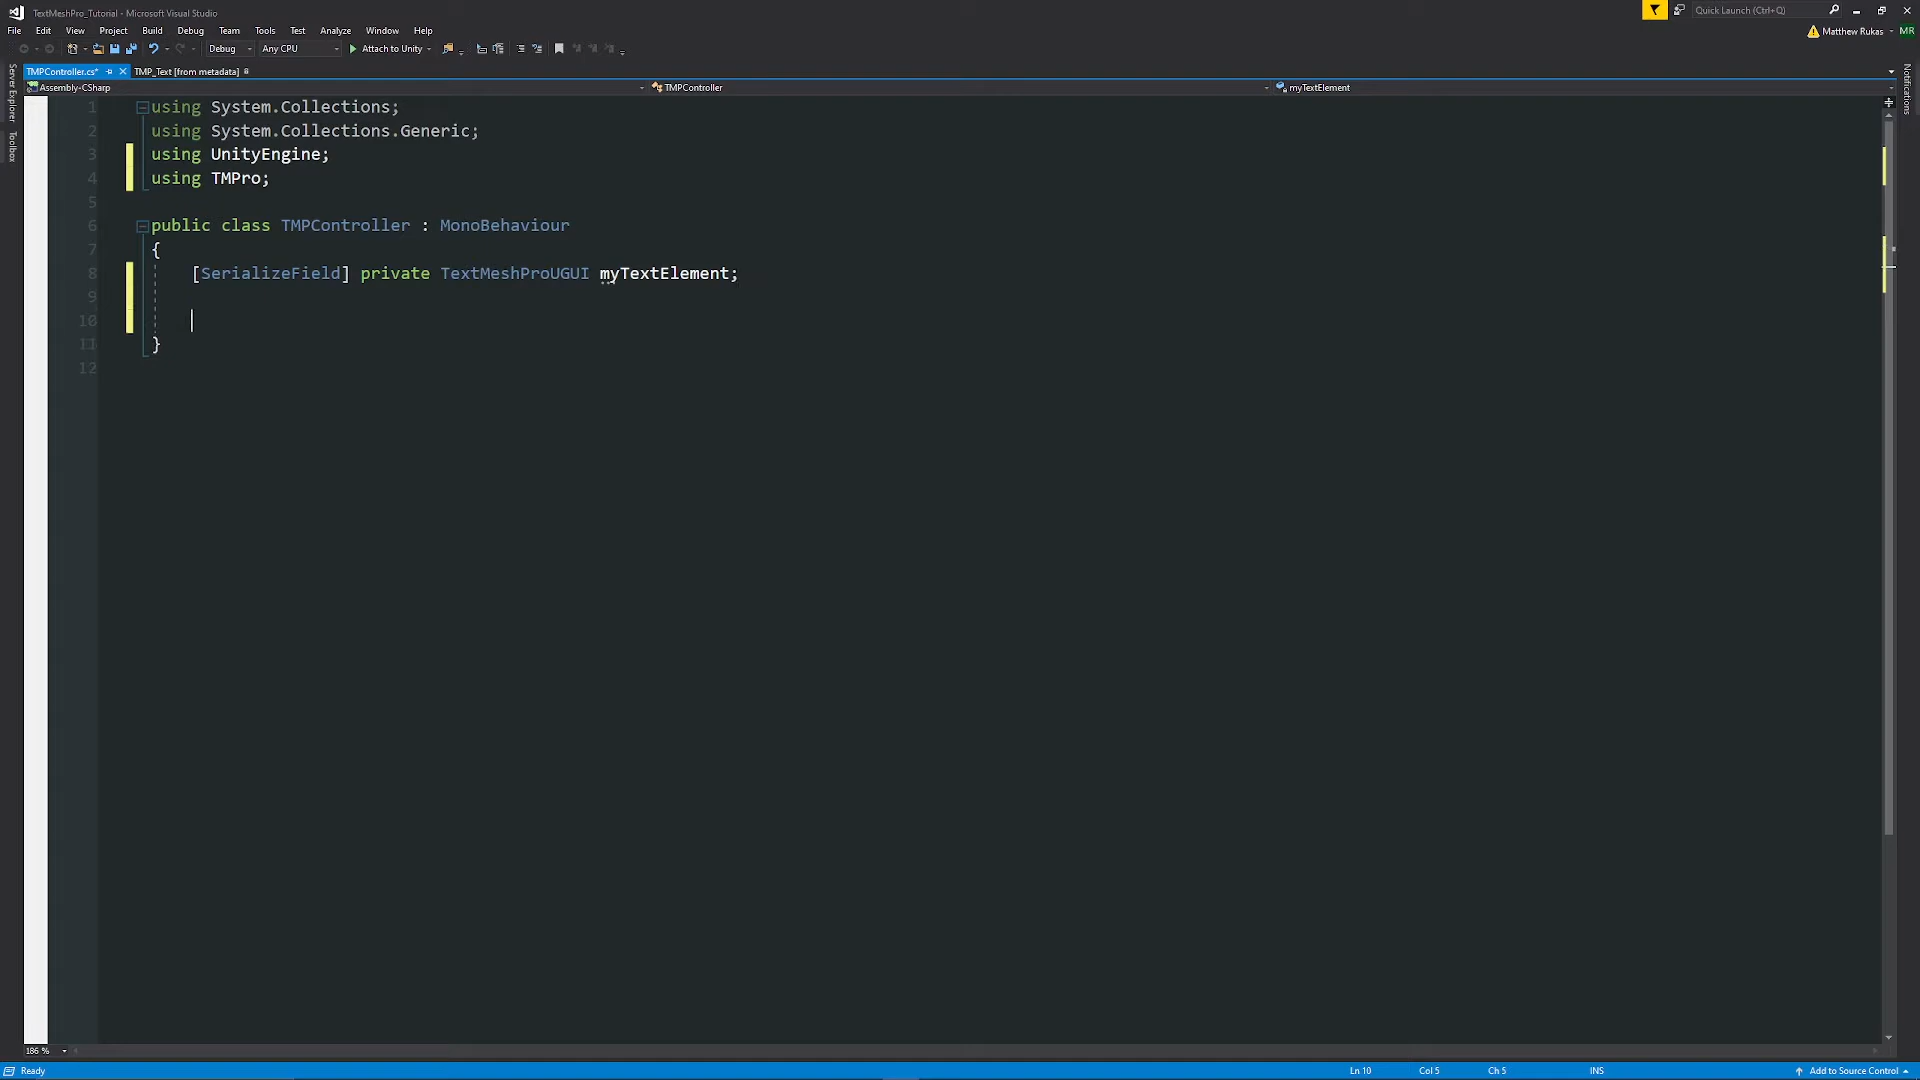 TextMeshPro_Tutorial - Microsoft Visual Studio
Quick Launch (Ctrl+Q)
File Edit View Project Build Debug Team Tools Test Analyze Window Help
Matthew Rukas MR
Debug Any CPU Attach to Unity
TMPController.cs* TMP_Text [from metadata]
Assembly-CSharp TMPController myTextElement
Server Explorer
Toolbox
Notifications
1 using System.Collections;
2 using System.Collections.Generic;
3 using UnityEngine;
4 using TMPro;
5
6 public class TMPController : MonoBehaviour
7 {
8 [SerializeField] private TextMeshProUGUI myTextElement;
9
10
11 }
12
186 %
Ready Ln 10 Col 5 Ch 5 INS Add to Source Control